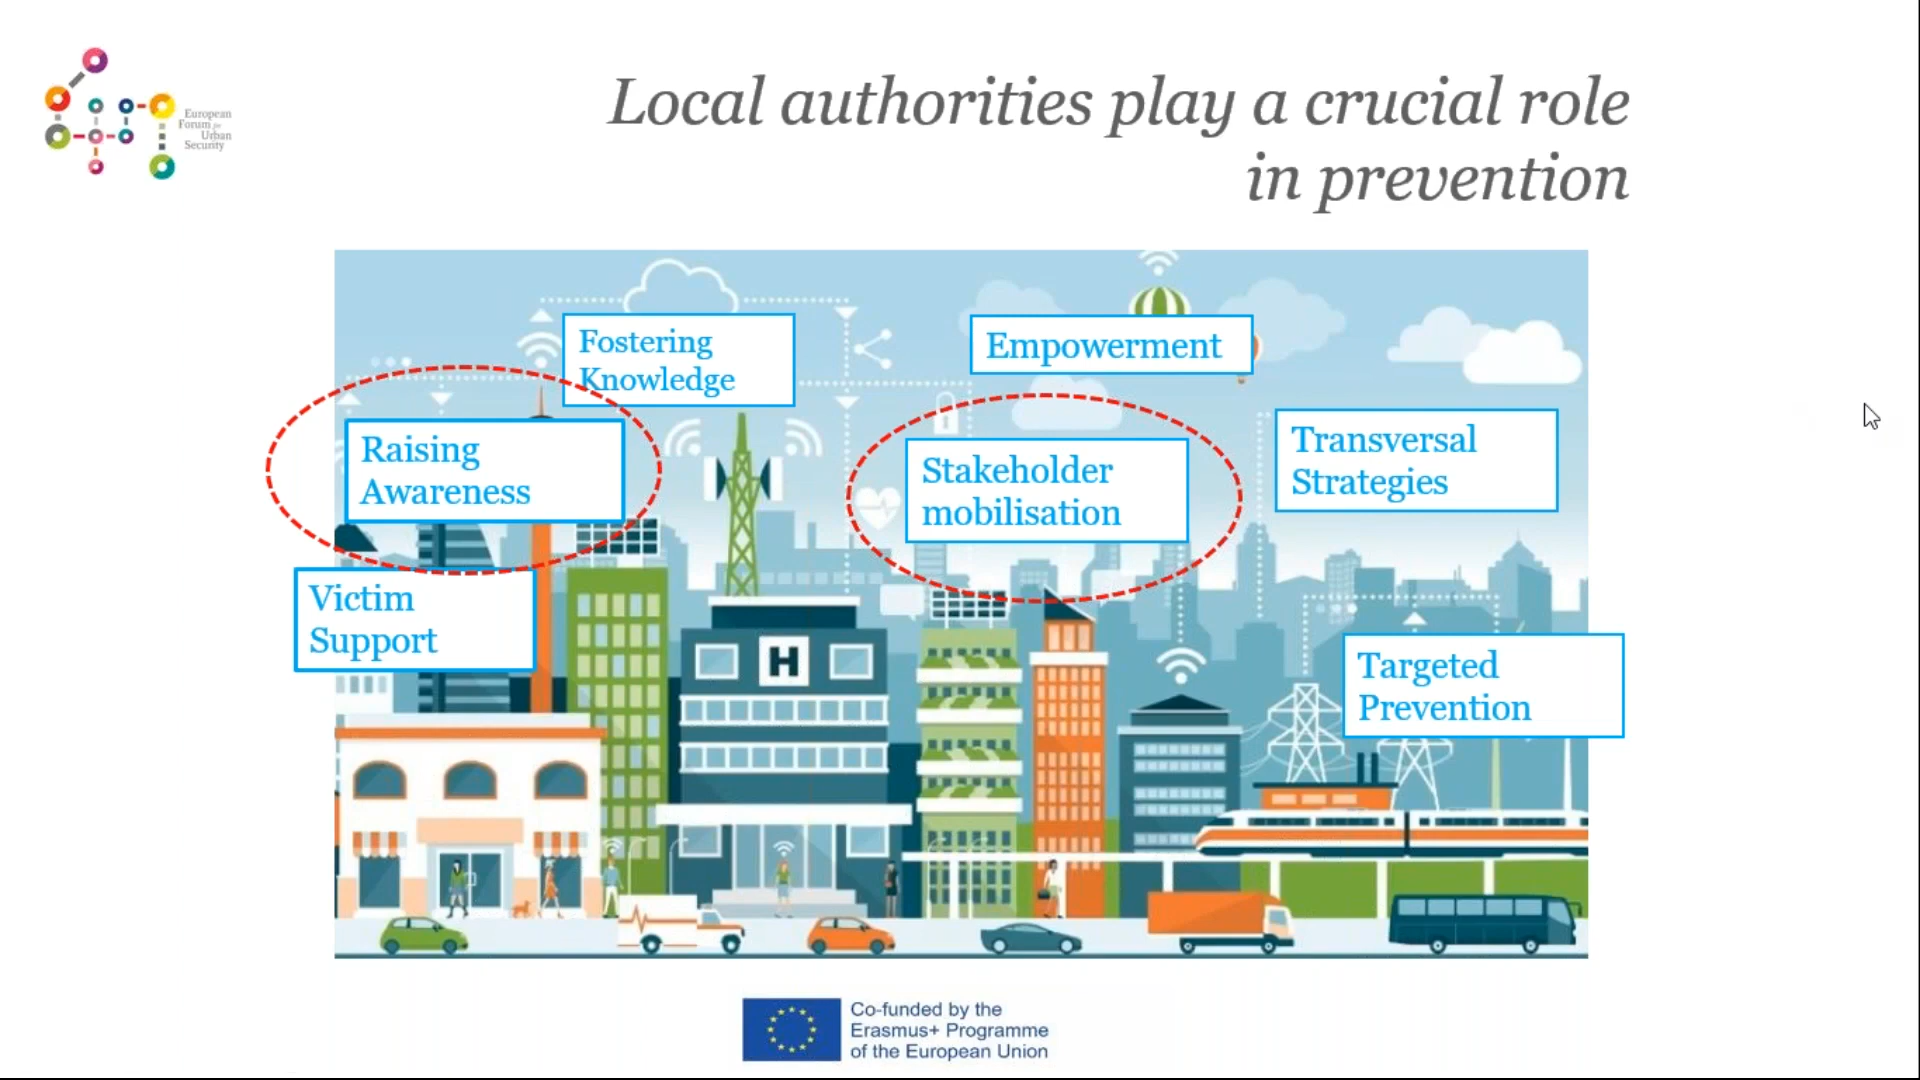 European
Forum for
Urban
Security
Local authorities play a crucial role
in prevention
Fostering
Knowledge
Empowerment
Raising
Awareness
Stakeholder
mobilisation
Transversal
Strategies
Victim
Support
Targeted
Prevention
H
Co-funded by the
Erasmus+ Programme
of the European Union